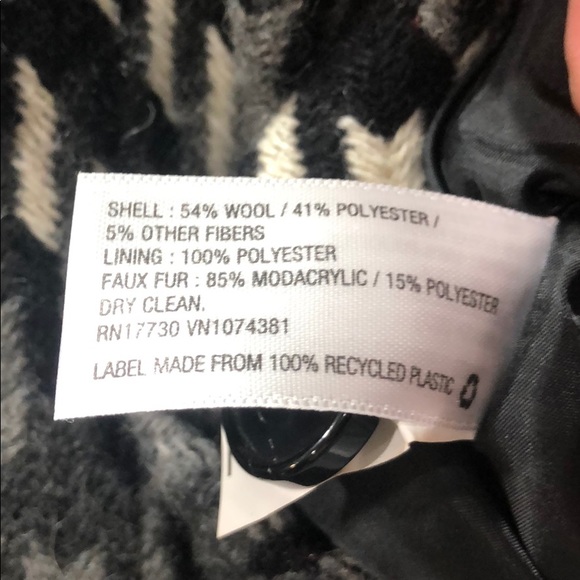 SHELL : 54% WOOL / 41% POLYESTER /
5% OTHER FIBERS
LINING : 100% POLYESTER
FAUX FUR : 85% MODACRYLIC / 15% POLYESTER
DRY CLEAN.
RN17730 VN1074381
LABEL MADE FROM 100% RECYCLED PLASTIC